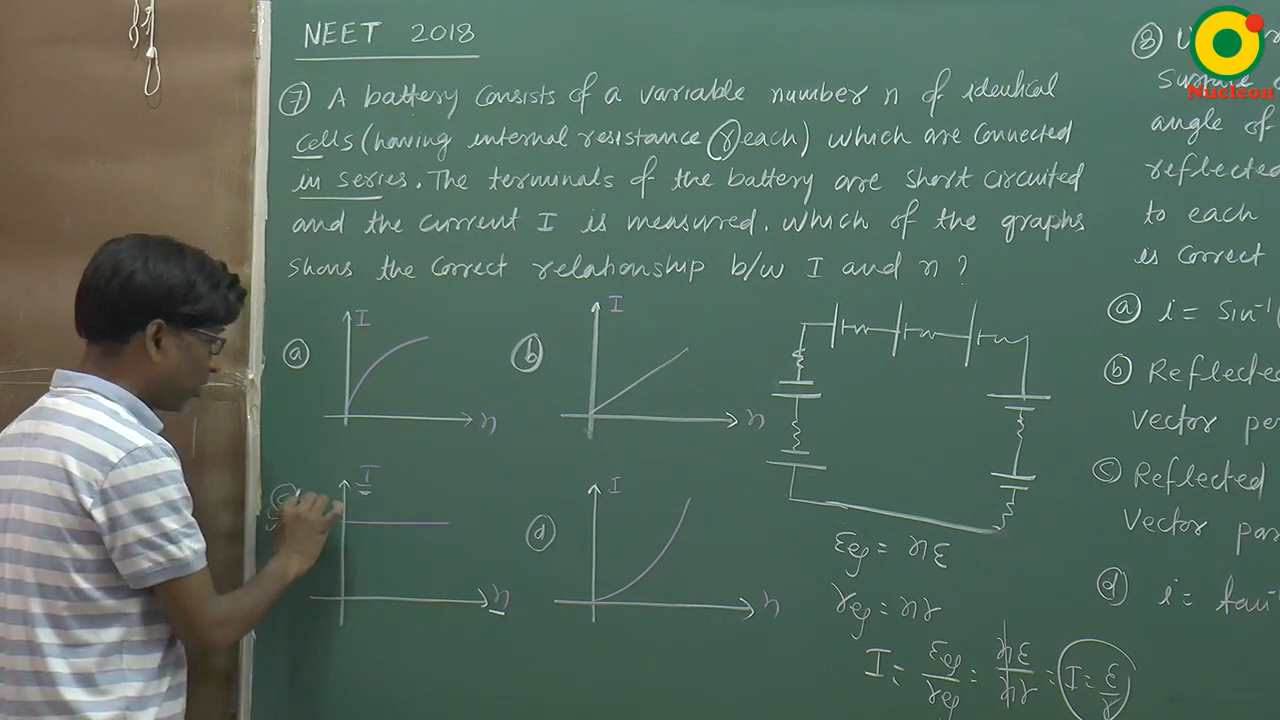 NEET 2018
⑦ A battery consists of a variable number n of identical
cells (having internal resistance r each) which are connected
in series. The terminals of the battery are short circuited
and the current I is measured. Which of the graphs
shows the correct relationship b/w I and n ?
ⓐ I n
ⓑ I n
ⓒ I n
ⓓ I n
εeq = nε
req = nr
I = εeq/req = nε/nr = I = ε/r
⑧
Nucleon
angle of
reflected
to each
is correct
ⓐ i = sin⁻¹(
ⓑ Reflected
vector per
ⓒ Reflected
vector par
ⓓ i = tan⁻